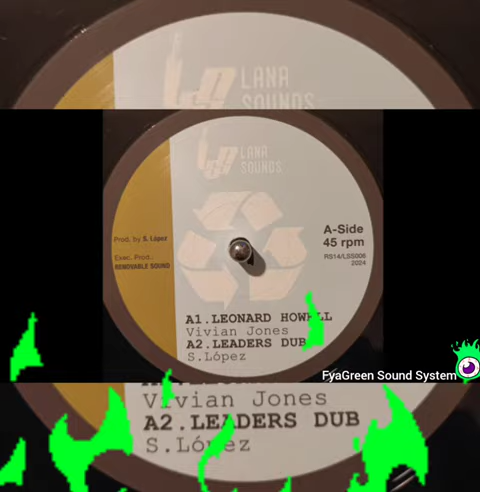 LANA
SOUNDS
LANA
SOUNDS
A-Side
45 rpm
RS14/LSS006
2024
Prod. by S. López
Exec. Prod.:
RENOVABLE SOUND
A1.LEONARD HOWELL
Vivian Jones
A2.LEADERS DUB
S.López
FyaGreen Sound System
Vivian Jones
A2.LEADERS DUB
S.López